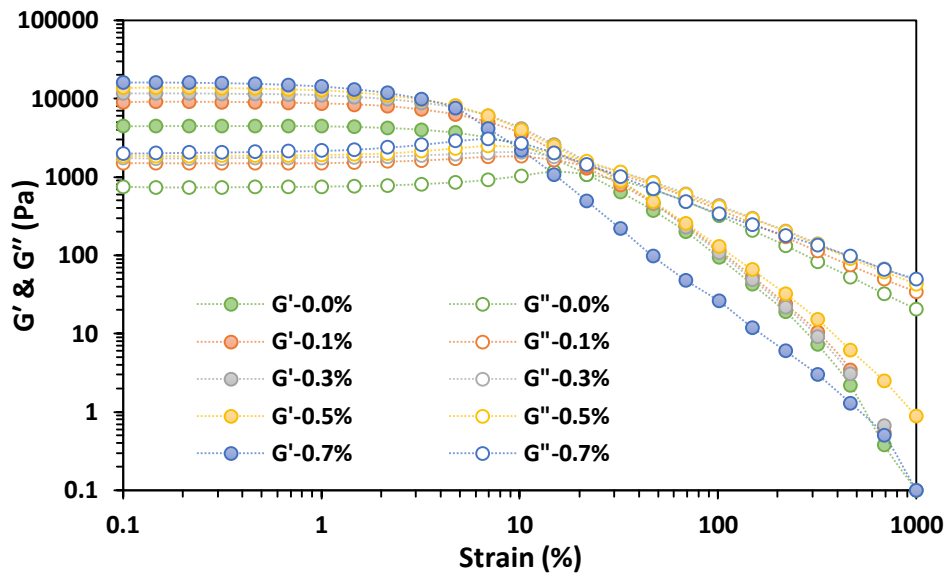 100000
10000
1000
100
10
1
0.1
G′ & G″ (Pa)
G'-0.0% G"-0.0%
G'-0.1% G"-0.1%
G'-0.3% G"-0.3%
G'-0.5% G"-0.5%
G'-0.7% G"-0.7%
0.1 1 10 100 1000
Strain (%)